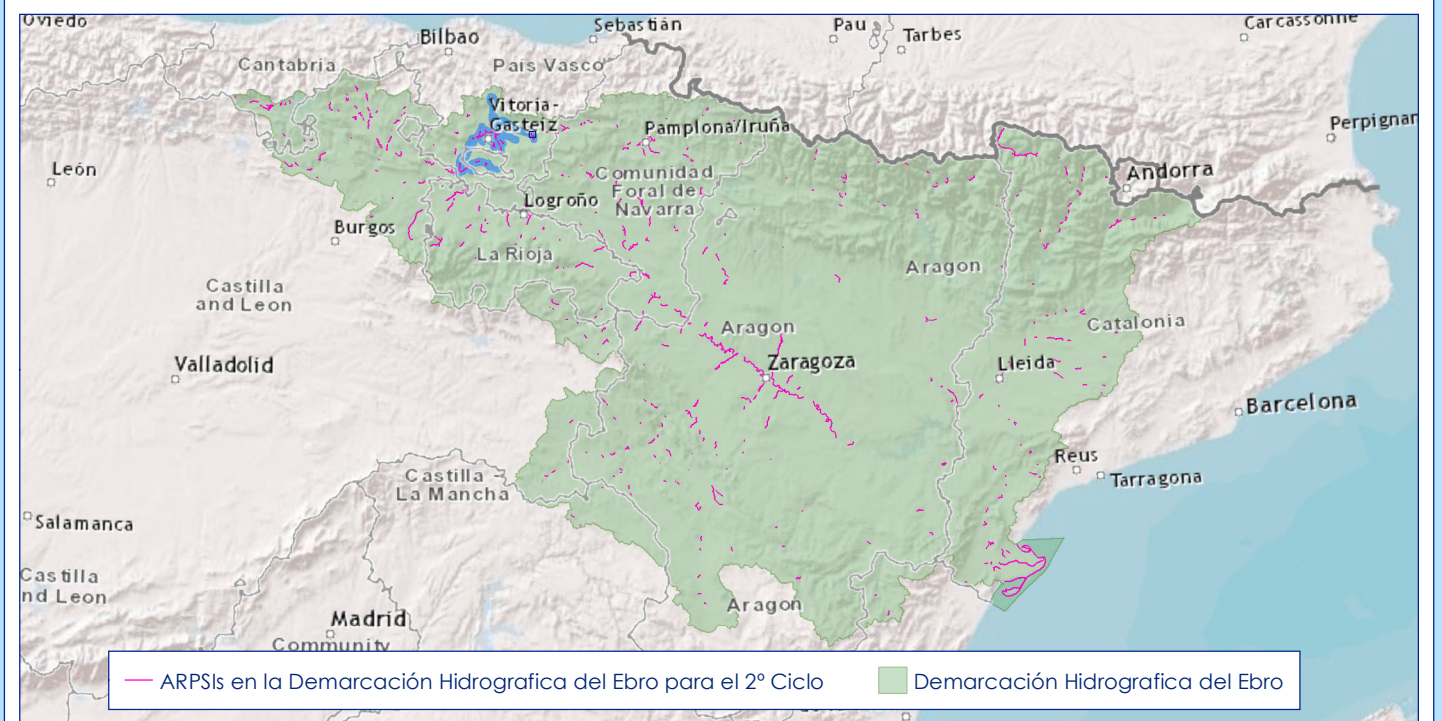 Oviedo
Bilbao
Sebastián
Pau
Tarbes
Carcassonne
Cantabria
País Vasco
Vitoria-
Gasteiz
Pamplona/Iruña
Perpignan
León
Andorra
Comunidad
Foral de
Navarra
Logroño
Burgos
La Rioja
Aragon
Castilla
and Leon
Aragon
Catalonia
Valladolid
Zaragoza
Lleida
Barcelona
Reus
Castilla
La Mancha
Tarragona
Salamanca
Castilla
nd Leon
Aragon
Madrid
Community
ARPSIs en la Demarcación Hidrografica del Ebro para el 2º Ciclo
Demarcación Hidrografica del Ebro